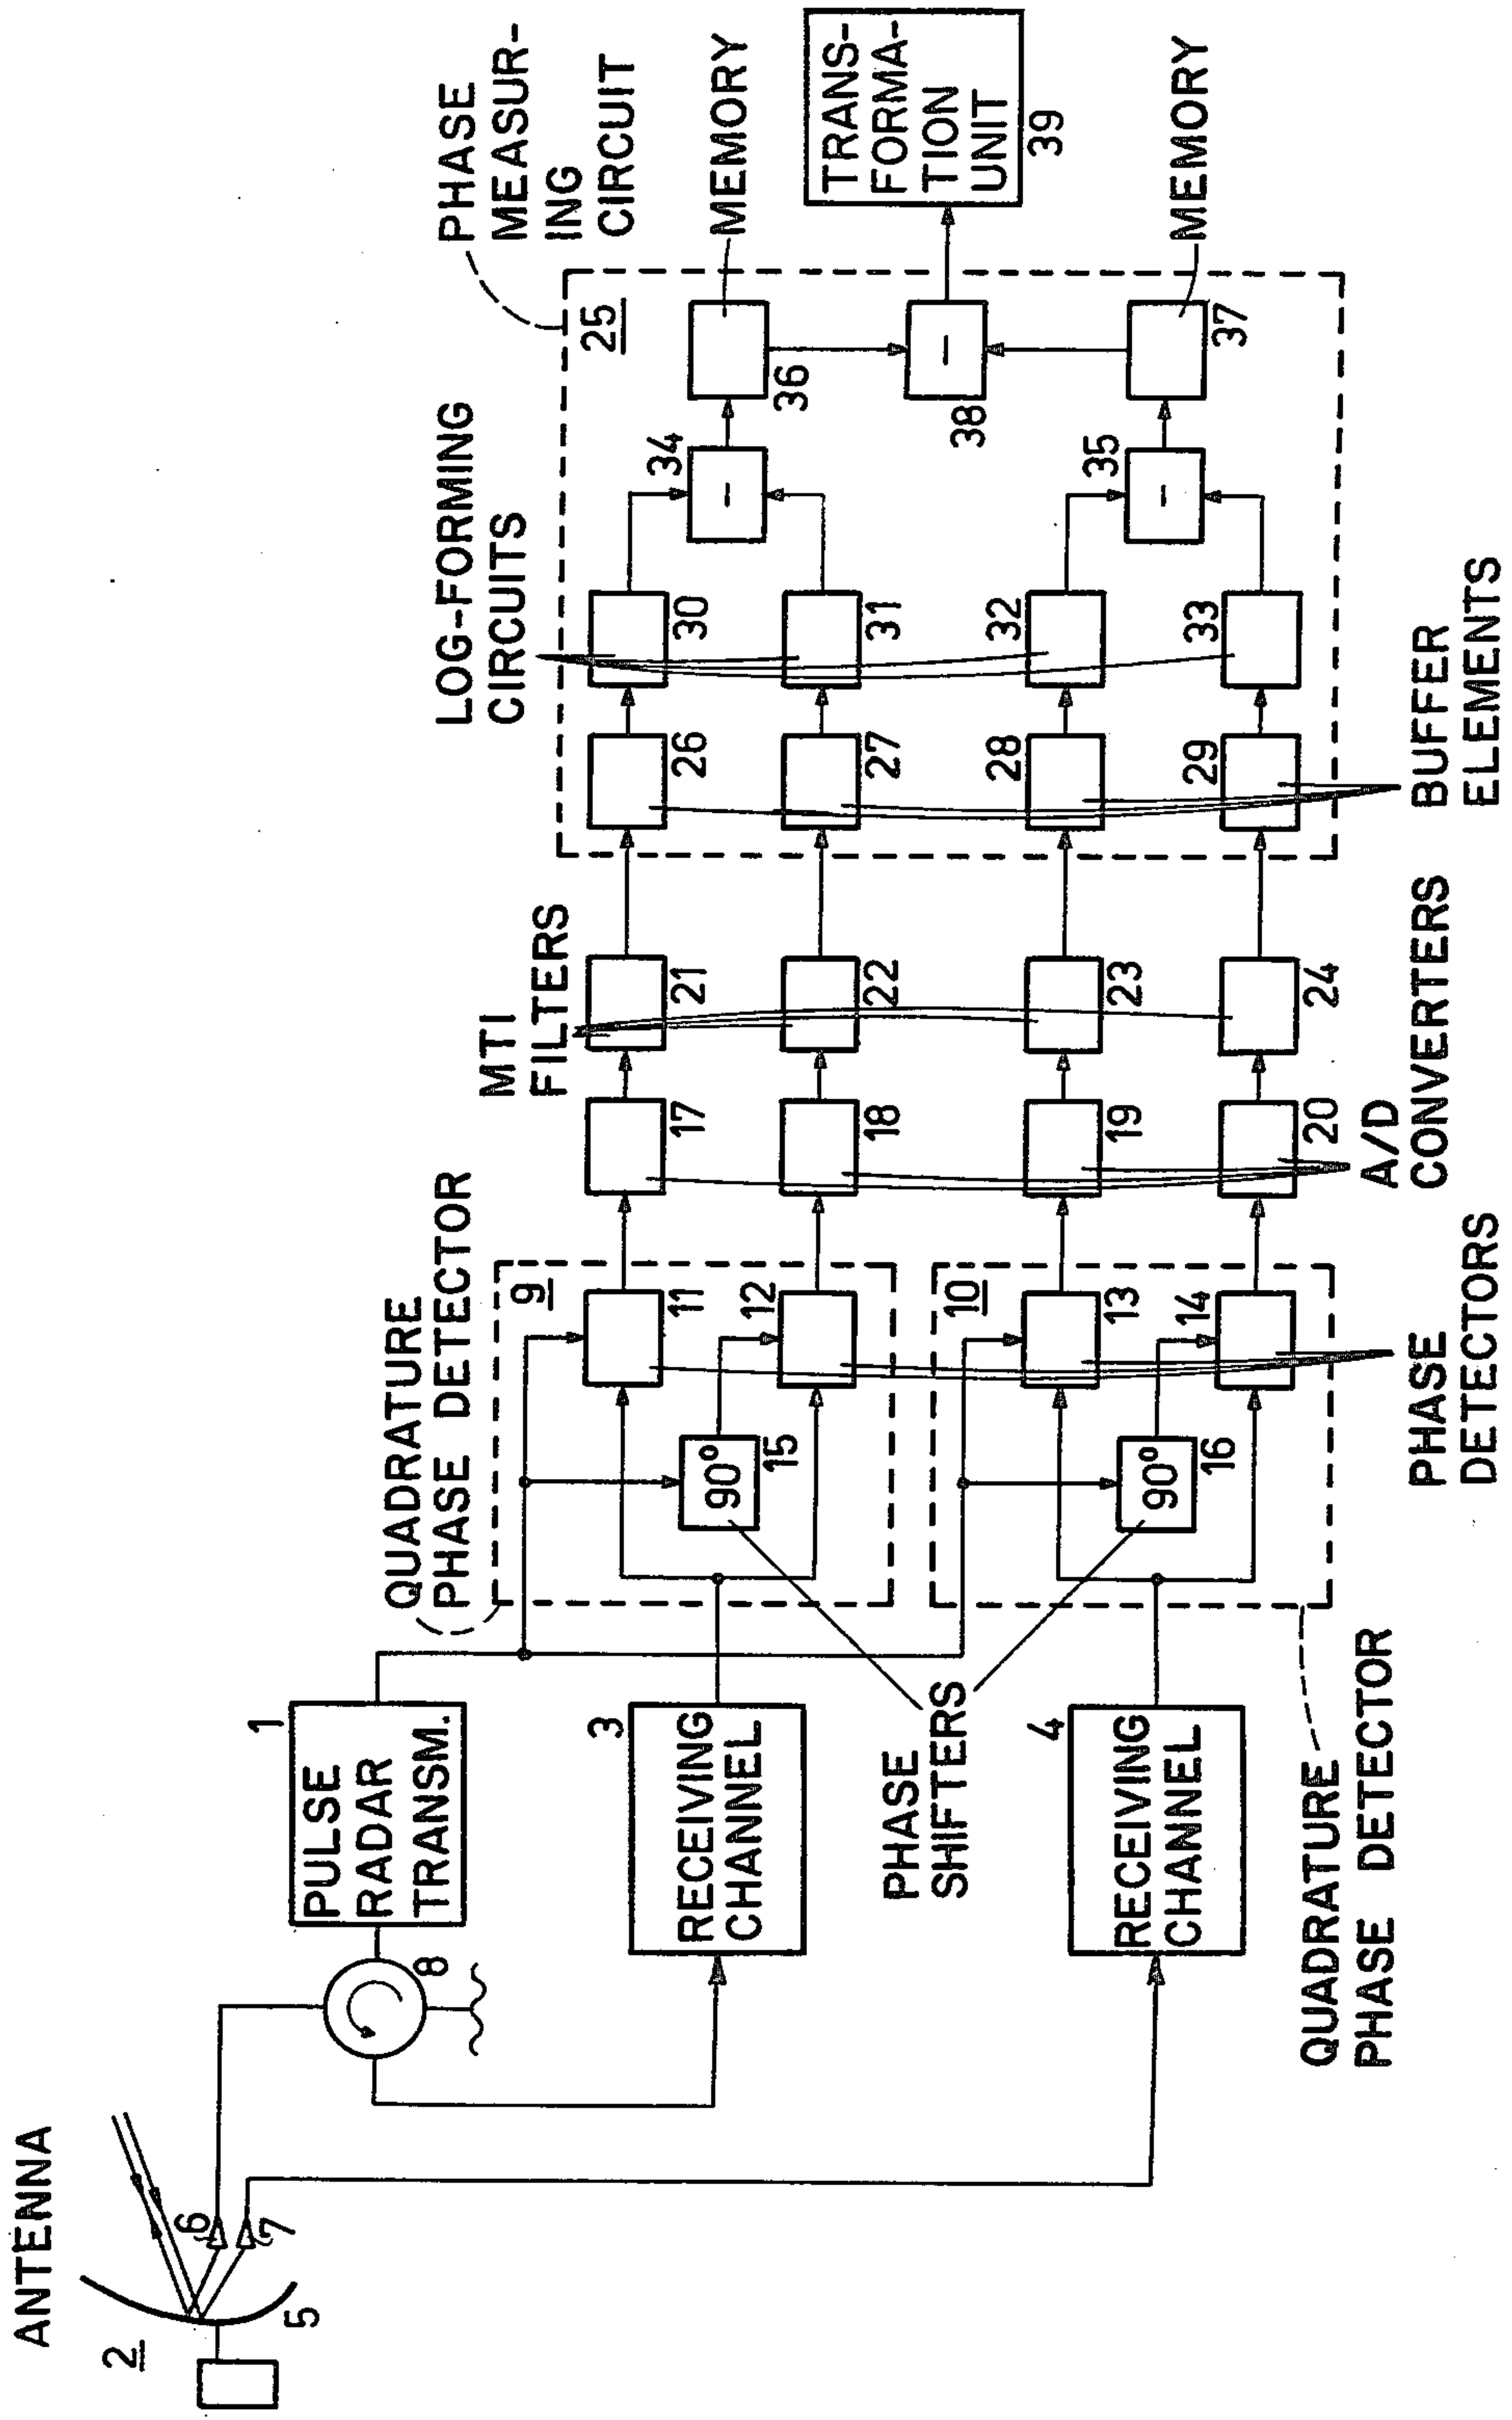 ANTENNA
2
5
6
7
8
1
PULSE
RADAR
TRANSM.
3
RECEIVING
CHANNEL
4
RECEIVING
CHANNEL
PHASE
SHIFTERS
QUADRATURE
PHASE DETECTOR
QUADRATURE
PHASE DETECTOR
9
11
12
90°
15
10
13
14
90°
16
PHASE
DETECTORS
17
18
19
20
A/D
CONVERTERS
MTI
FILTERS
21
22
23
24
26
27
28
29
BUFFER
ELEMENTS
LOG-FORMING
CIRCUITS
30
31
32
33
34
–
35
–
25
PHASE
MEASUR-
ING
CIRCUIT
36
MEMORY
38
–
37
MEMORY
TRANS-
FORMA-
TION
UNIT
39